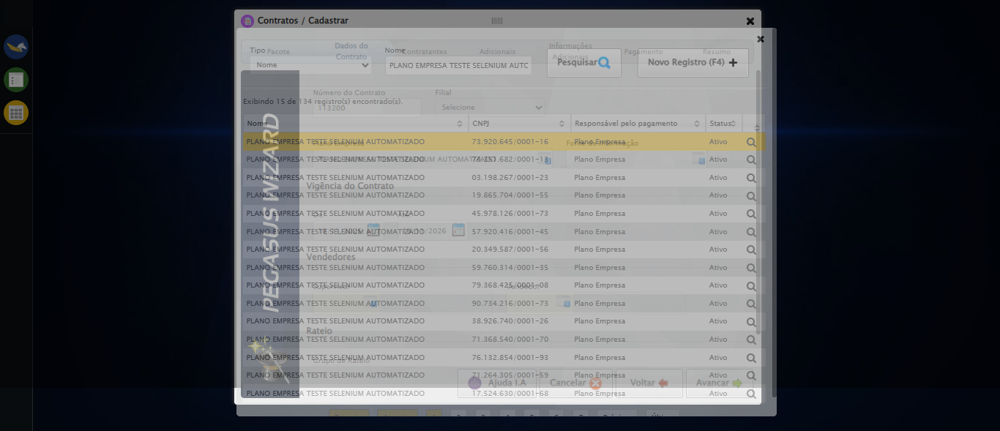 Contratos / Cadastrar
Pacote
Dados do Contrato
Contratantes
Adicionais
Informações Adicionais
Pagamento
Resumo
Tipo
Nome
Nome
PLANO EMPRESA TESTE SELENIUM AUTC
Pesquisar
Novo Registro (F4)
Número do Contrato
Filial
Exibindo 15 de 134 registro(s) encontrado(s).
113200
Selecione
Nome
CNPJ
Responsável pelo pagamento
Status
PLANO EMPRESA TESTE SELENIUM AUTOMATIZADO 73.920.645/0001-16 Plano Empresa Ativo
Plano Empresa
Fonte de Informação
PLANO EMPRESA TESTE SELENIUM AUTOMATIZADO 74.351.682/0001-13 Plano Empresa Ativo
PLANO EMPRESA TESTE SELENIUM AUTOMATIZADO 03.198.267/0001-23 Plano Empresa Ativo
Vigência do Contrato
PLANO EMPRESA TESTE SELENIUM AUTOMATIZADO 19.865.704/0001-55 Plano Empresa Ativo
PLANO EMPRESA TESTE SELENIUM AUTOMATIZADO 45.978.126/0001-73 Plano Empresa Ativo
PLANO EMPRESA TESTE SELENIUM AUTOMATIZADO 57.920.416/0001-45 Plano Empresa Ativo
PLANO EMPRESA TESTE SELENIUM AUTOMATIZADO 20.349.587/0001-56 Plano Empresa Ativo
Vendedores
PLANO EMPRESA TESTE SELENIUM AUTOMATIZADO 59.760.314/0001-35 Plano Empresa Ativo
PLANO EMPRESA TESTE SELENIUM AUTOMATIZADO 79.368.425/0001-08 Plano Empresa Ativo
Supervisor
Vendedor
PLANO EMPRESA TESTE SELENIUM AUTOMATIZADO 90.734.216/0001-73 Plano Empresa Ativo
PLANO EMPRESA TESTE SELENIUM AUTOMATIZADO 38.926.740/0001-26 Plano Empresa Ativo
Rateio
PLANO EMPRESA TESTE SELENIUM AUTOMATIZADO 71.368.540/0001-70 Plano Empresa Ativo
PLANO EMPRESA TESTE SELENIUM AUTOMATIZADO 76.132.854/0001-93 Plano Empresa Ativo
Grupo de Rateio
PLANO EMPRESA TESTE SELENIUM AUTOMATIZADO 71.264.305/0001-59 Plano Empresa Ativo
Ajuda I.A
Cancelar
Voltar
Avancar
PLANO EMPRESA TESTE SELENIUM AUTOMATIZADO 17.524.630/0001-68 Plano Empresa Ativo
PEGASUS WIZARD